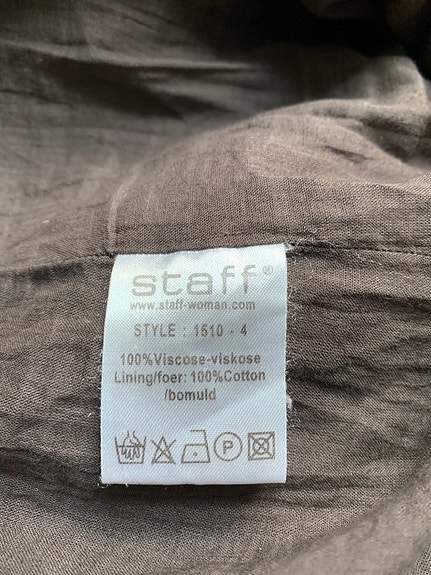 staff®
www.staff-woman.com
STYLE : 1510 - 4
100%Viscose-viskose
Lining/foer: 100%Cotton
/bomuld
P